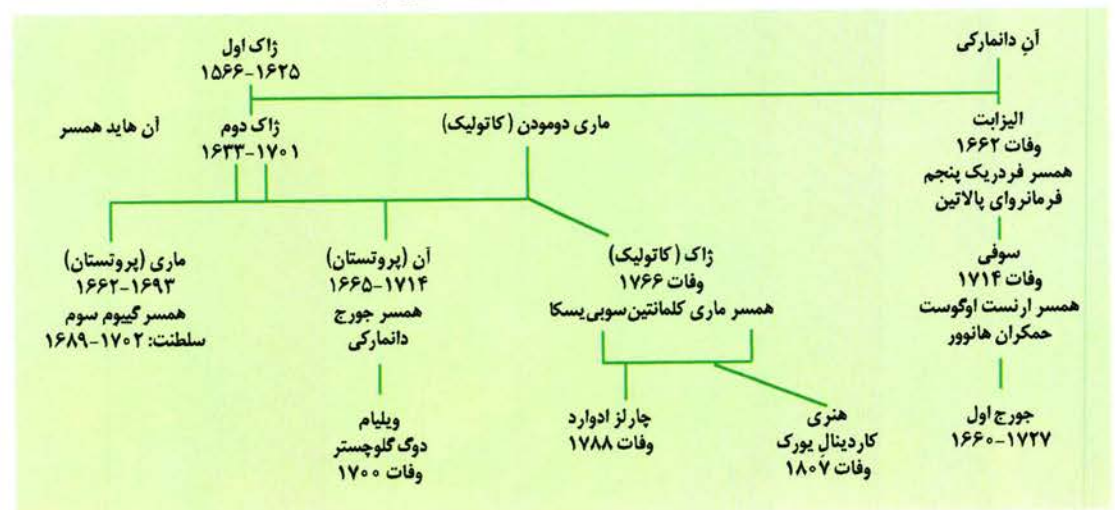 آنِ دانمارکی
ژاک اول
۱۵۶۶-۱۶۲۵
الیزابت
وفات ۱۶۶۲
همسر فردریک پنجم
فرمانروای پالاتین
ماری دومودن (کاتولیک)
ژاک دوم
۱۶۳۳-۱۷۰۱
آن هاید همسر
سوفی
وفات ۱۷۱۴
همسر ارنست اوگوست
حمکران هانوور
ژاک (کاتولیک)
وفات ۱۷۶۶
همسر ماری کلمانتین سوبی‌یسکا
آن (پروتستان)
۱۶۶۵-۱۷۱۴
همسر جورج
دانمارکی
ماری (پروتستان)
۱۶۶۲-۱۶۹۳
همسر گییوم سوم
سلطنت: ۱۷۰۲-۱۶۸۹
جورج اول
۱۶۶۰-۱۷۲۷
هنری
کاردینالِ یورک
وفات ۱۸۰۷
چارلز ادوارد
وفات ۱۷۸۸
ویلیام
دوگ گلوچستر
وفات ۱۷۰۰